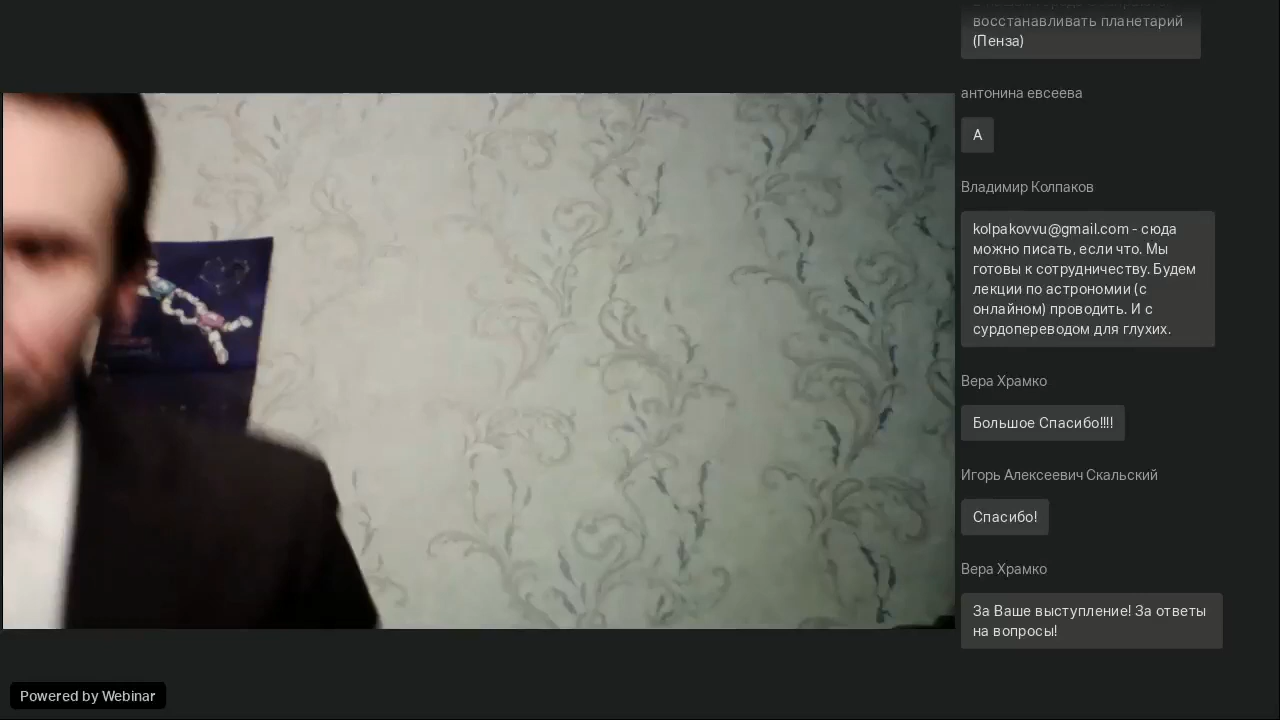 восстанавливать планетарий
(Пенза)
антонина евсеева
А
Владимир Колпаков
kolpakovvu@gmail.com - сюда
можно писать, если что. Мы
готовы к сотрудничеству. Будем
лекции по астрономии (с
онлайном) проводить. И с
сурдопереводом для глухих.
Вера Храмко
Большое Спасибо!!!!
Игорь Алексеевич Скальский
Спасибо!
Вера Храмко
За Ваше выступление! За ответы
на вопросы!
Powered by Webinar